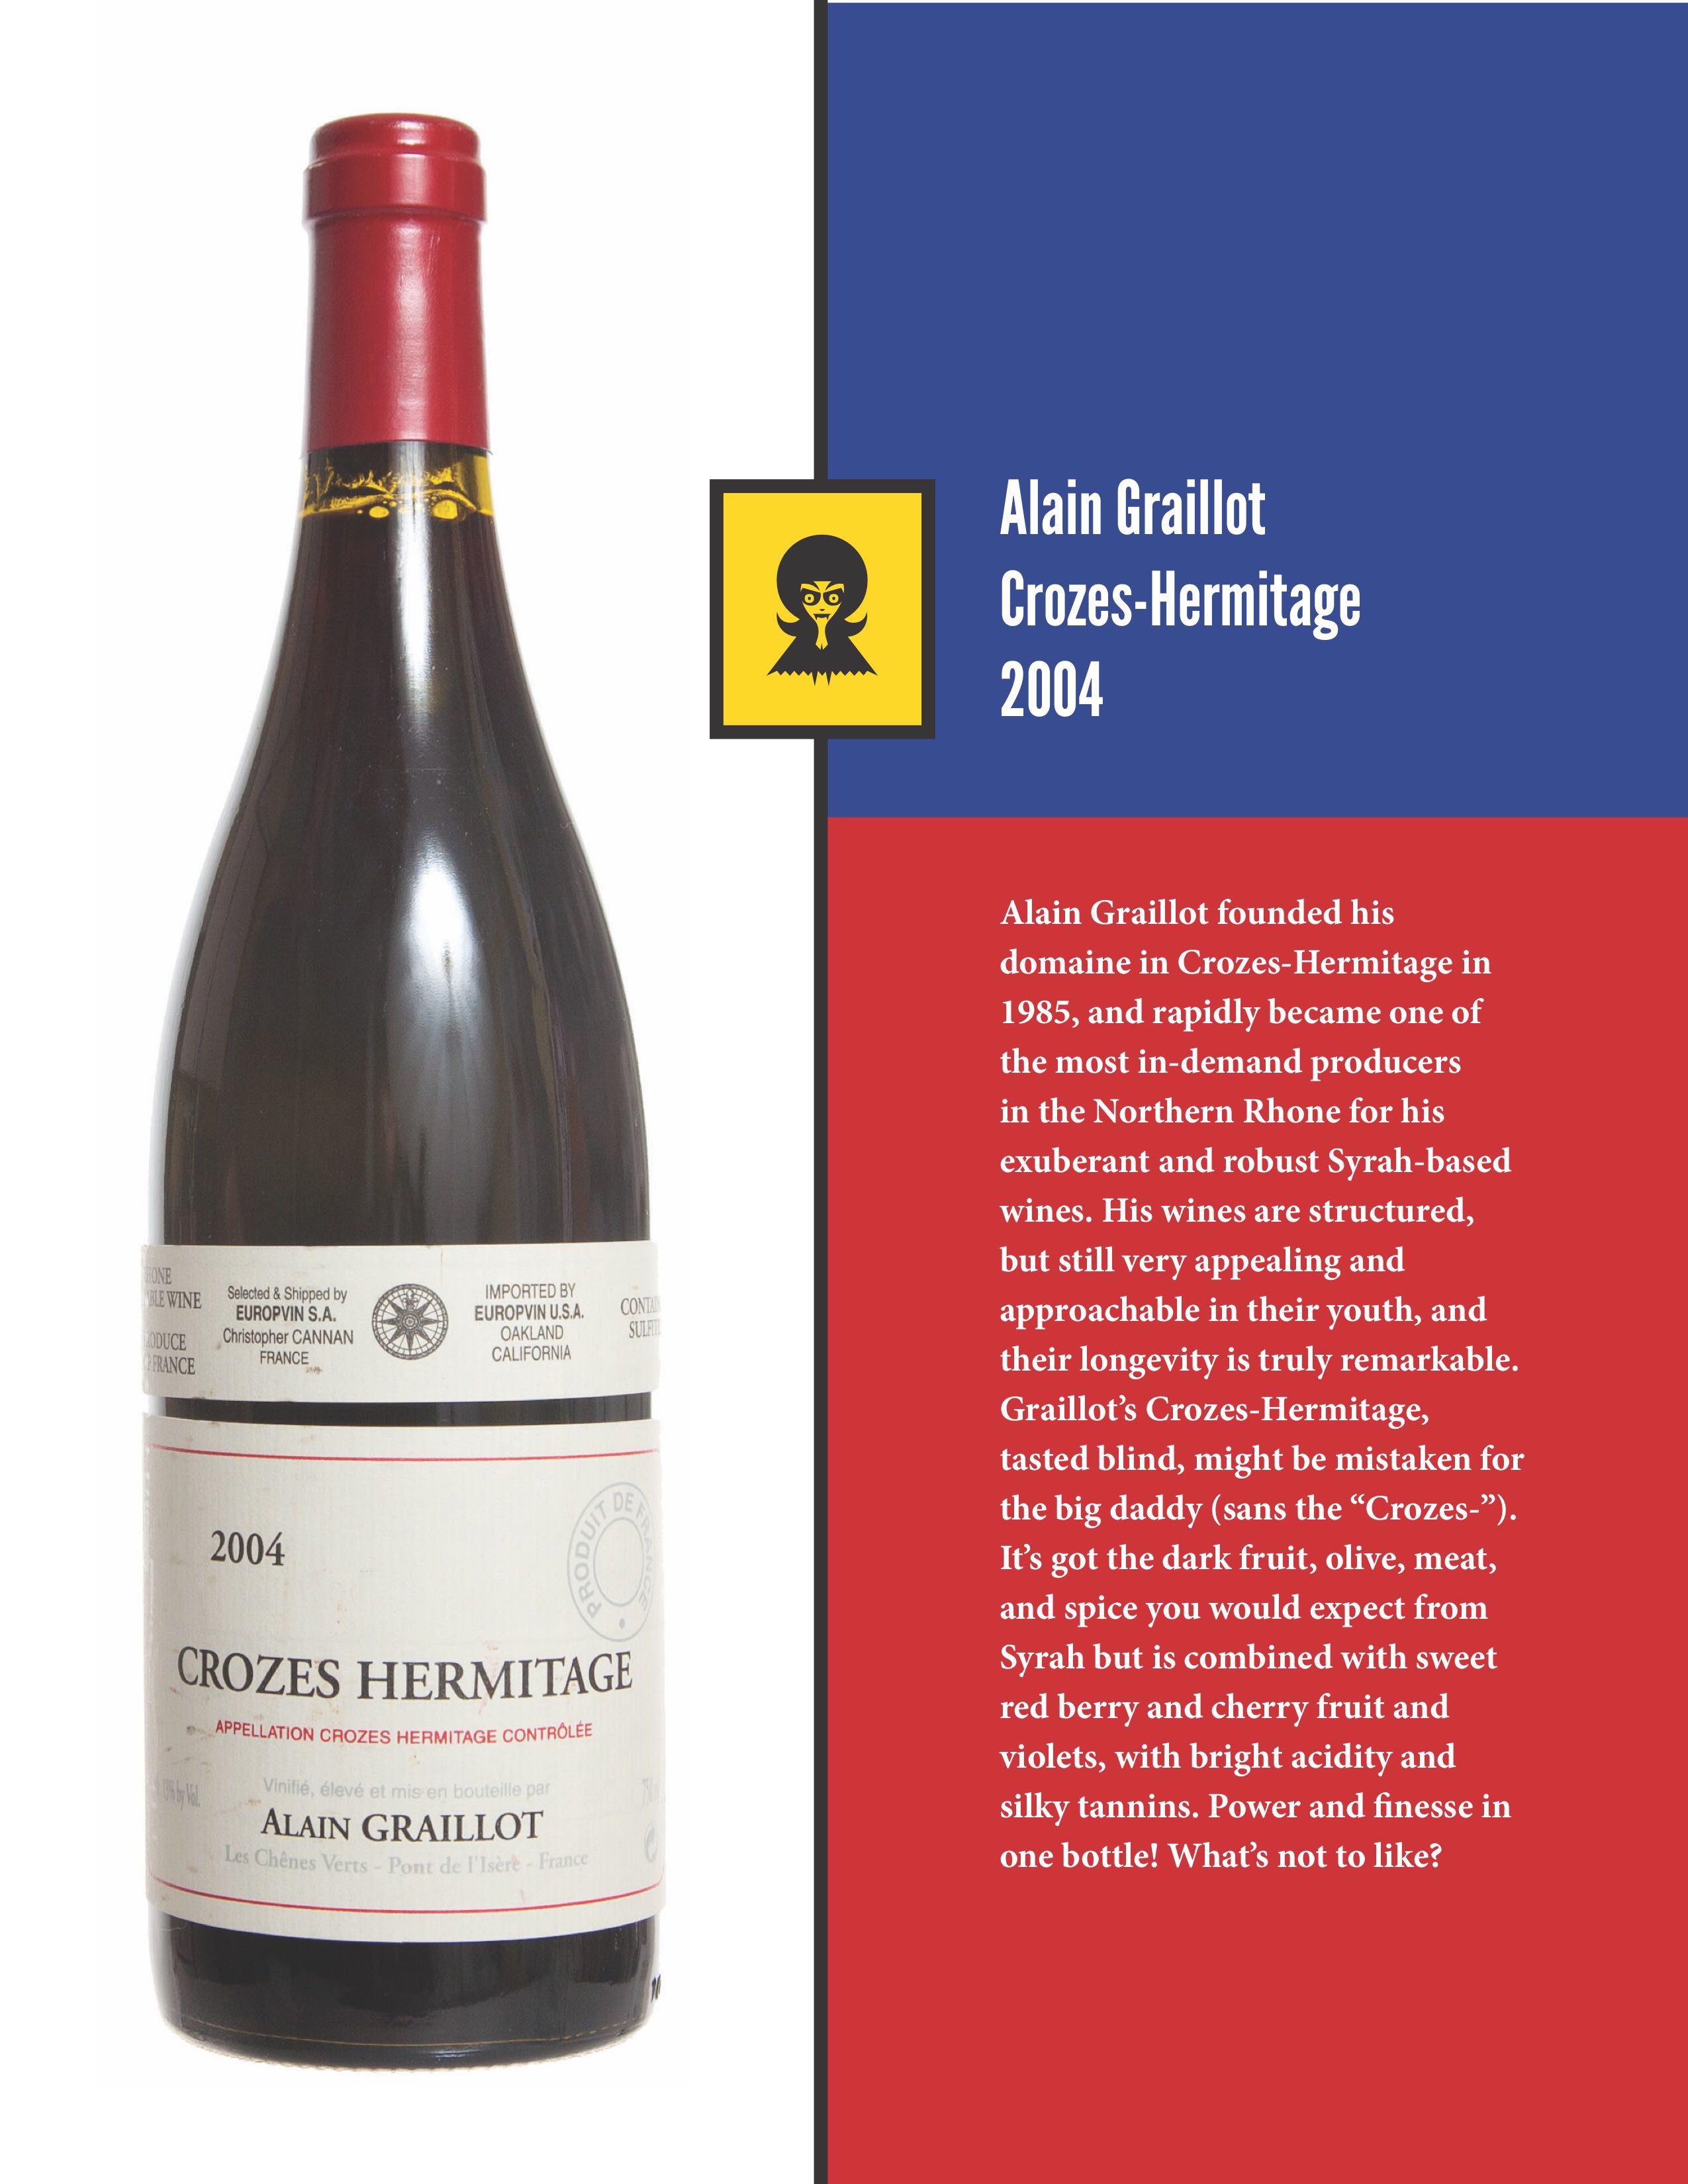 Alain Graillot
Crozes-Hermitage
2004
Alain Graillot founded his
domaine in Crozes-Hermitage in
1985, and rapidly became one of
the most in-demand producers
in the Northern Rhone for his
exuberant and robust Syrah-based
wines. His wines are structured,
but still very appealing and
approachable in their youth, and
their longevity is truly remarkable.
Graillot’s Crozes-Hermitage,
tasted blind, might be mistaken for
the big daddy (sans the “Crozes-”).
It’s got the dark fruit, olive, meat,
and spice you would expect from
Syrah but is combined with sweet
red berry and cherry fruit and
violets, with bright acidity and
silky tannins. Power and finesse in
one bottle! What’s not to like?
WINE
FRANCE
Selected & Shipped by
EUROPVIN S.A.
Christopher CANNAN
FRANCE
IMPORTED BY
EUROPVIN U.S.A.
OAKLAND
CALIFORNIA
2004
PRODUIT DE FRANCE
CROZES HERMITAGE
APPELLATION CROZES HERMITAGE CONTRÔLÉE
13% by Vol.
Vinifié, élevé et mis en bouteille par
ALAIN GRAILLOT
Les Chênes Verts - Pont de l'Isère - France